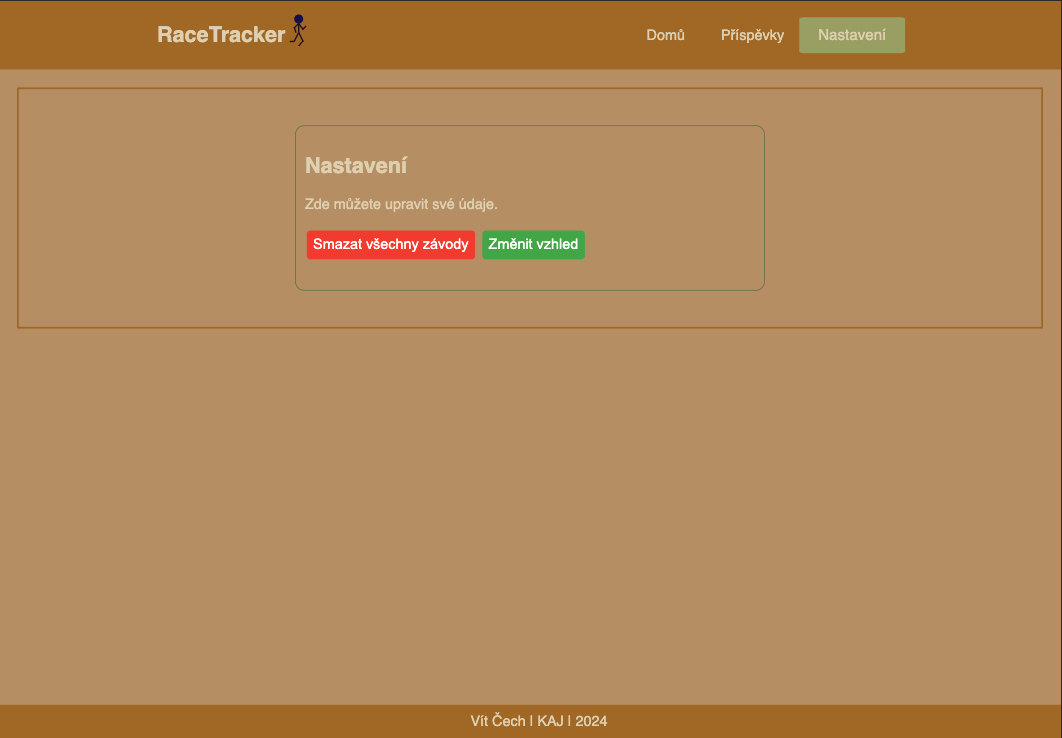 RaceTracker
Domů
Příspěvky
Nastavení
Nastavení
Zde můžete upravit své údaje.
Smazat všechny závody
Změnit vzhled
Vít Čech | KAJ | 2024